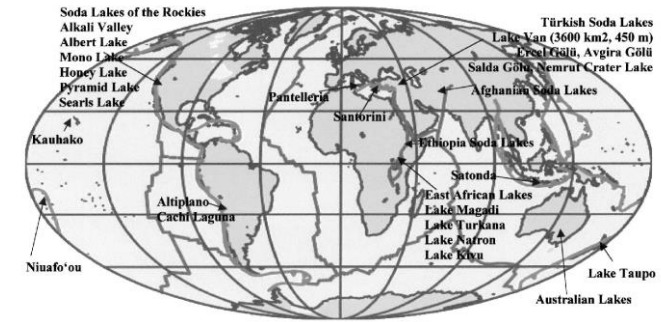 Soda Lakes of the Rockies
Alkali Valley
Albert Lake
Mono Lake
Honey Lake
Pyramid Lake
Searls Lake
Kauhako
Niuafo‘ou
Altiplano
Cachi Laguna
Pantelleria
Santorini
Türkish Soda Lakes
Lake Van (3600 km2, 450 m)
Ercel Gölü, Avgira Gölü
Salda Gölü, Nemrut Crater Lake
Afghanian Soda Lakes
Ethiopia Soda Lakes
Satonda
East African Lakes
Lake Magadi
Lake Turkana
Lake Natron
Lake Kivu
Lake Taupo
Australian Lakes